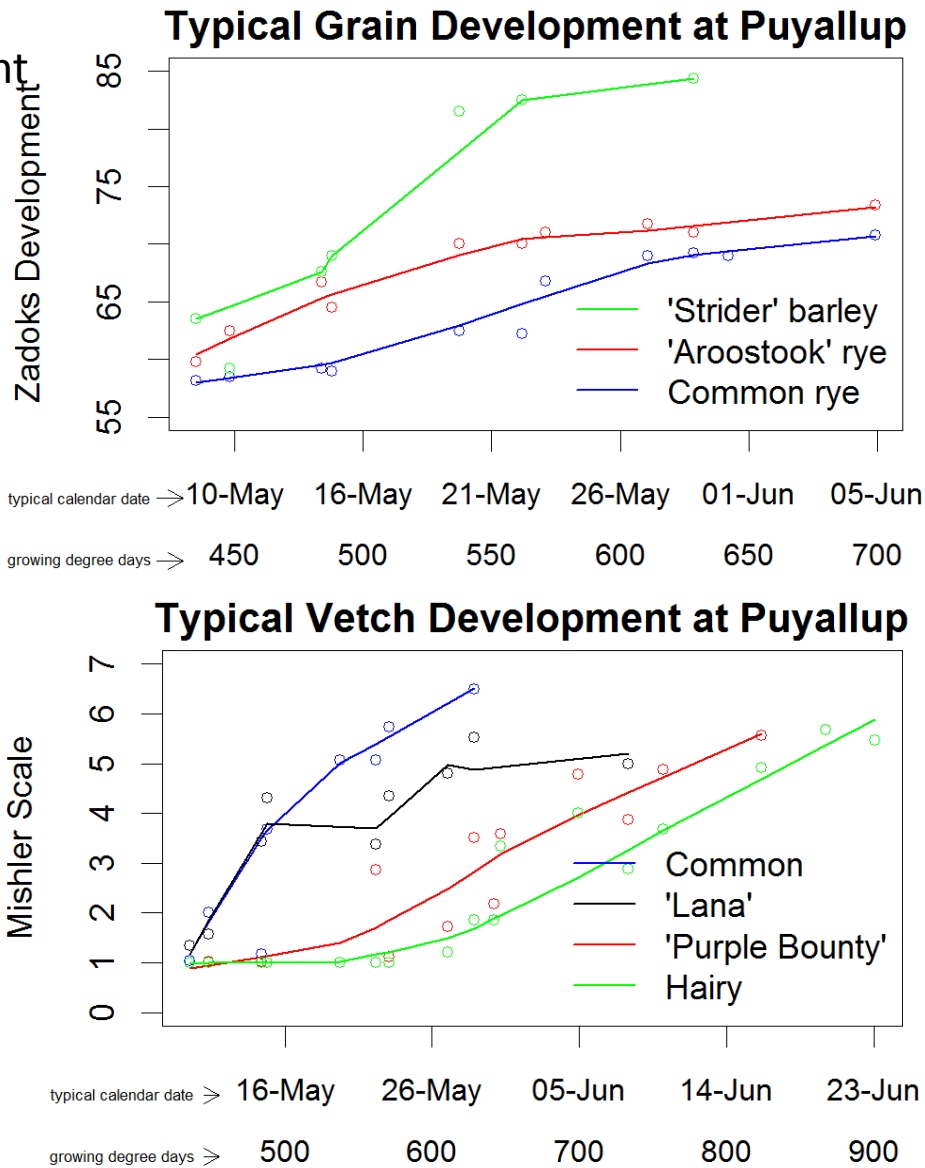 Typical Grain Development at Puyallup
nt
Zadoks Development
85
75
65
55
'Strider' barley
'Aroostook' rye
Common rye
typical calendar date 10-May 16-May 21-May 26-May 01-Jun 05-Jun
growing degree days 450 500 550 600 650 700
Typical Vetch Development at Puyallup
Mishler Scale
7
6
5
4
3
2
1
0
Common
'Lana'
'Purple Bounty'
Hairy
typical calendar date 16-May 26-May 05-Jun 14-Jun 23-Jun
growing degree days 500 600 700 800 900